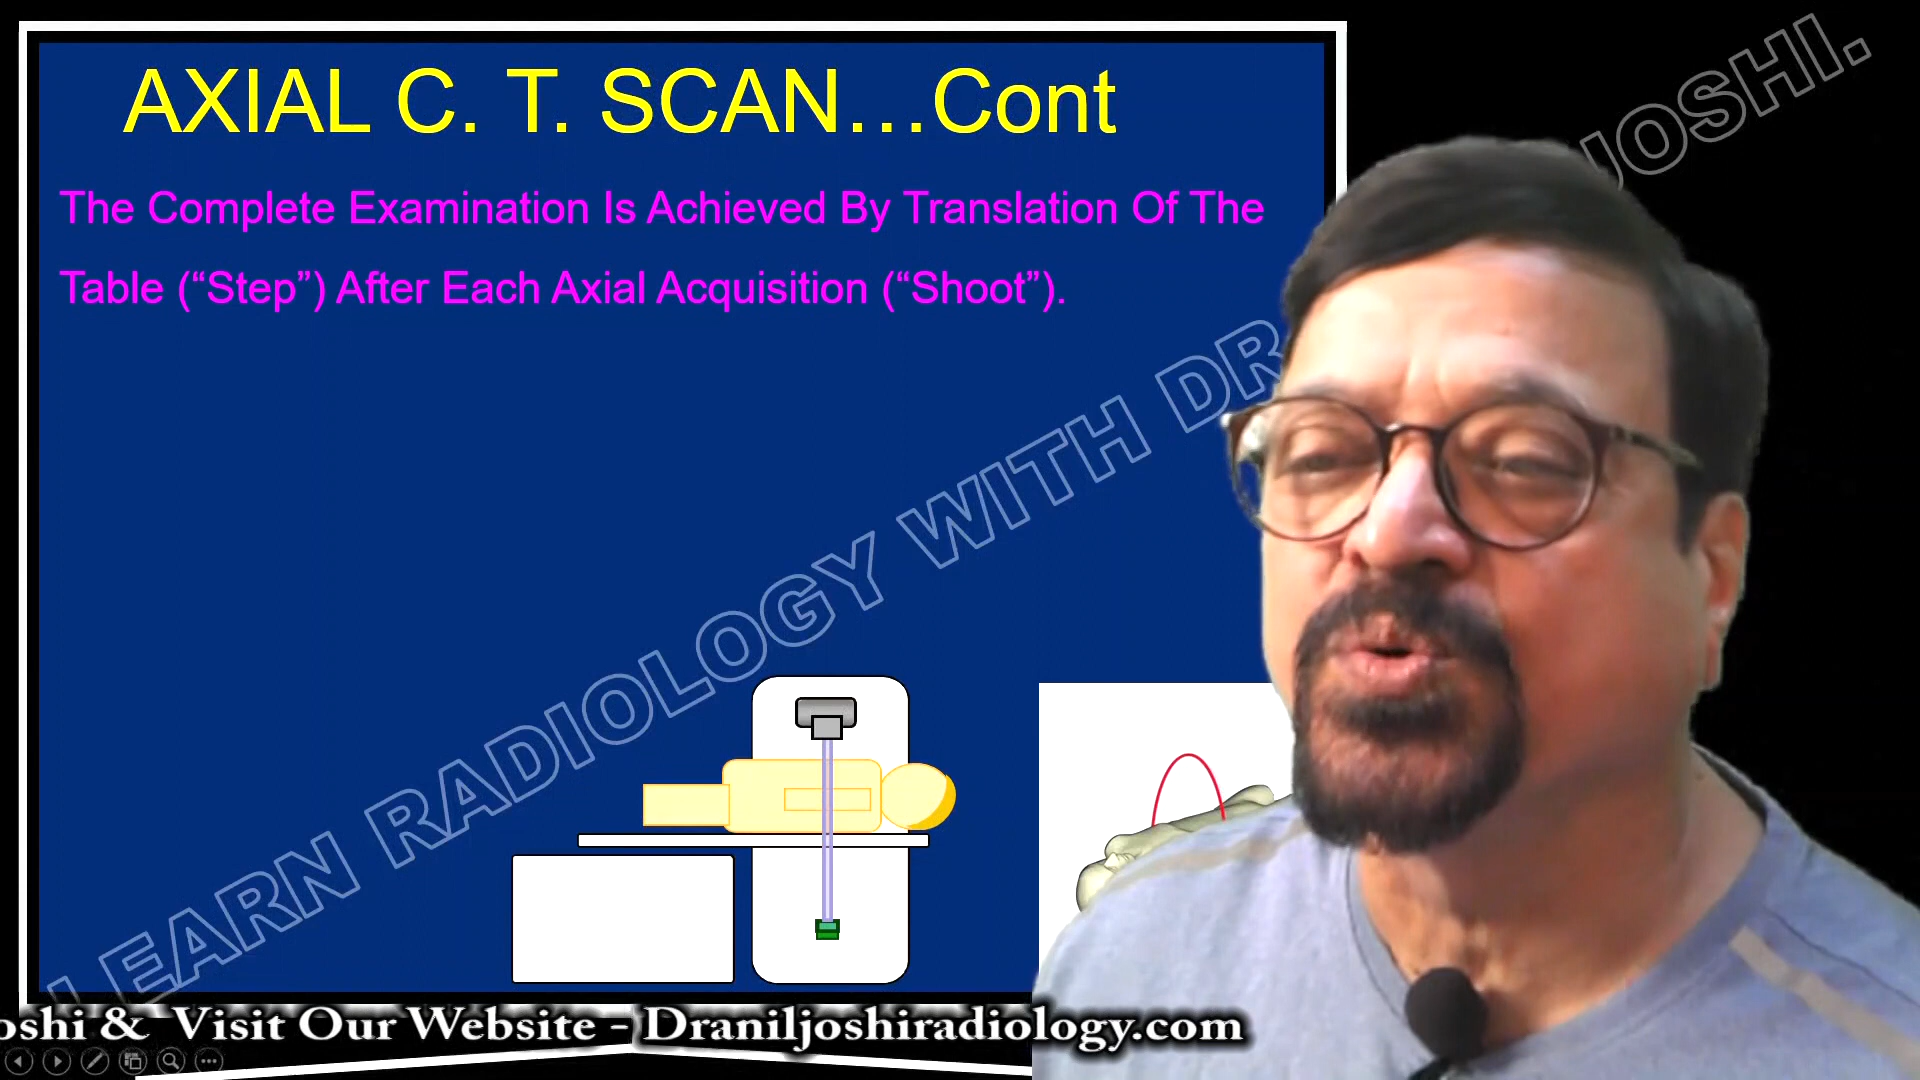 AXIAL C. T. SCAN…Cont
The Complete Examination Is Achieved By Translation Of The
Table (“Step”) After Each Axial Acquisition (“Shoot”).
LEARN RADIOLOGY WITH DR JOSHI.
oshi & Visit Our Website - Draniljoshiradiology.com